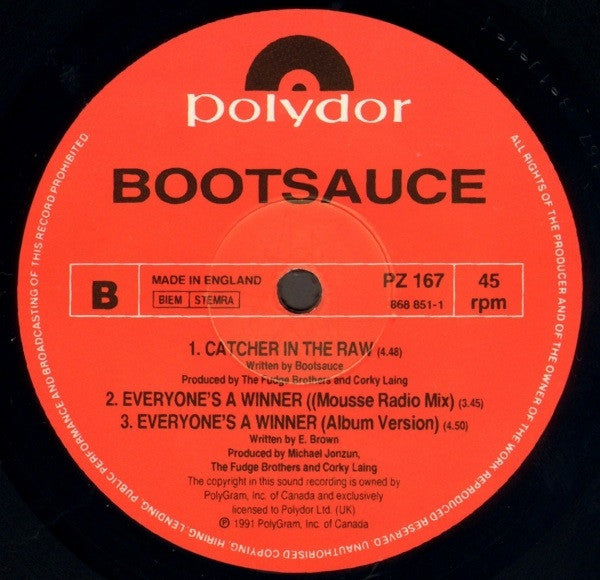 polydor
BOOTSAUCE
B
MADE IN ENGLAND
BIEM STEMRA
PZ 167
868 851-1
45
rpm
1. CATCHER IN THE RAW (4.48)
Written by Bootsauce
Produced by The Fudge Brothers and Corky Laing
2. EVERYONE'S A WINNER ((Mousse Radio Mix) (3.45)
3. EVERYONE'S A WINNER (Album Version) (4.50)
Written by E. Brown
Produced by Michael Jonzun,
The Fudge Brothers and Corky Laing
The copyright in this sound recording is owned by
PolyGram, Inc. of Canada and exclusively
licensed to Polydor Ltd. (UK)
℗ 1991 PolyGram, Inc. of Canada
ALL RIGHTS OF THE PRODUCER AND OF THE OWNER OF THE WORK REPRODUCED RESERVED. UNAUTHORISED COPYING, HIRING, LENDING, PUBLIC PERFORMANCE AND BROADCASTING OF THIS RECORD PROHIBITED.